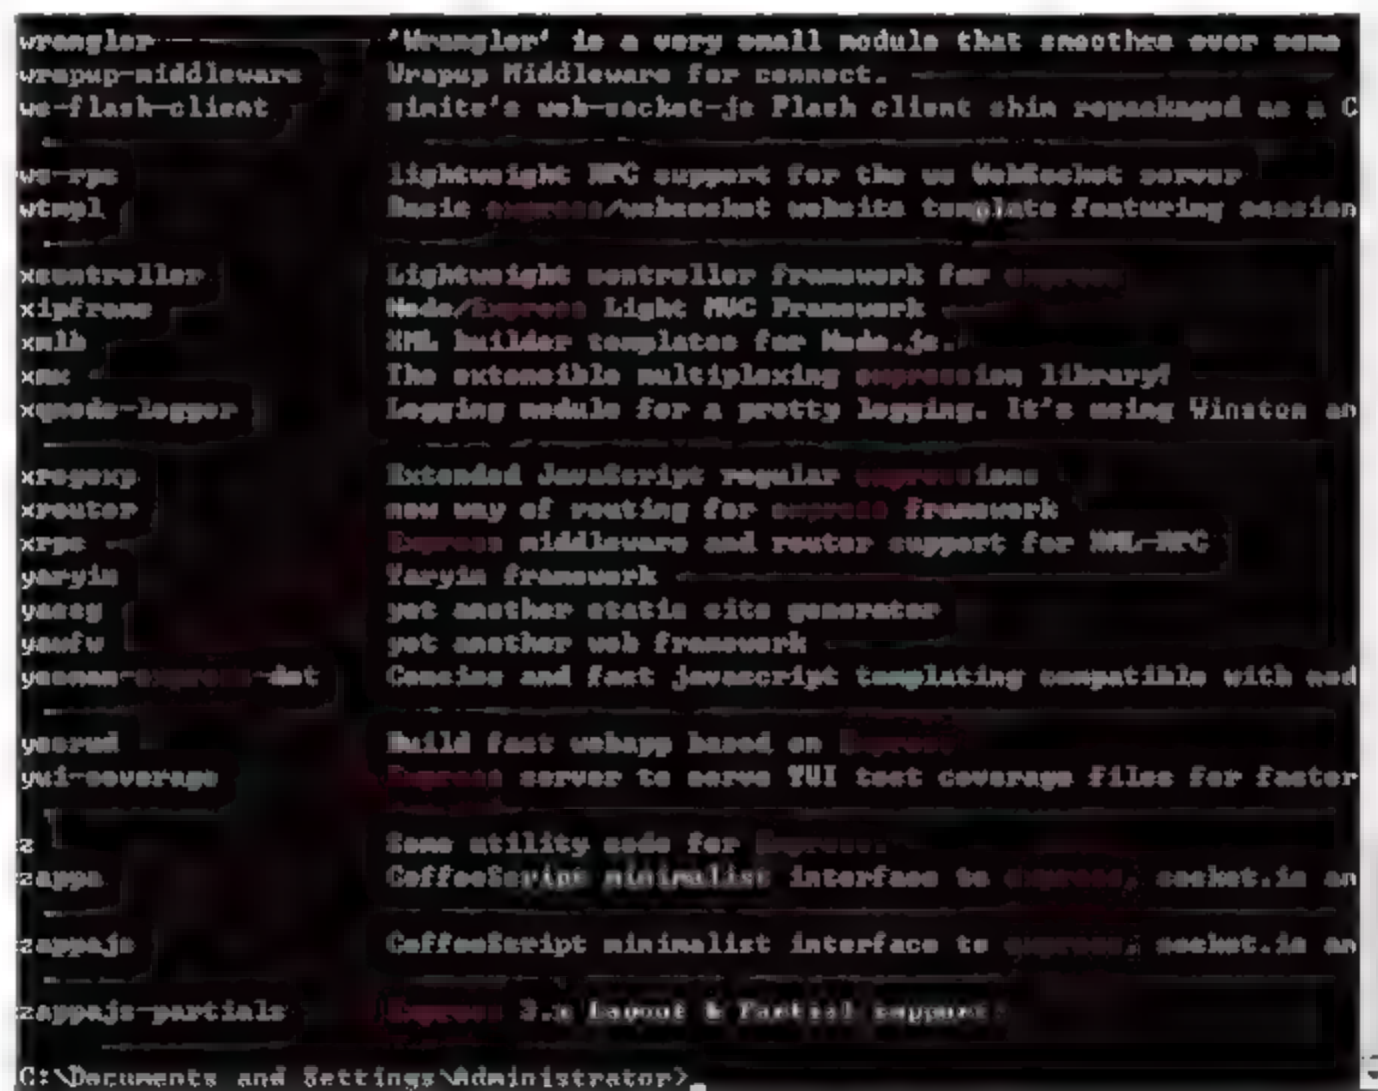 wrangler 'Wrangler' is a very small module that smoothes over some
wrapup-middleware Wrapup Middleware for connect.
ws-flash-client gimite's web-socket-js Flash client shim repackaged as a C
ws-rpc lightweight RPC support for the ws WebSocket server
wtmpl Basic express/websocket website template featuring session
xcontroller Lightweight controller framework for express
xipframe Node/Express Light MVC Framework
xmlb XML builder templates for Node.js.
xmx The extensible multiplexing expression library!
xqnode-logger Logging module for a pretty logging. It's using Winston an
xregexp Extended JavaScript regular expressions
xrouter new way of routing for express framework
xrpc Express middleware and router support for XML-RPC
yaryin Yaryin framework
yassy yet another static site generator
yawfw yet another web framework
yeoman-express-dot Concise and fast javascript templating compatible with nod
Build fast webapp based on Express
yui-coverage Express server to serve YUI test coverage files for faster
z Some utility code for Express.
zappa CoffeeScript minimalist interface to express, socket.io an
zappajs CoffeeScript minimalist interface to express, socket.io an
zappajs-partials Express 3.x Layout & Partial support.
C:\Documents and Settings\Administrator>_